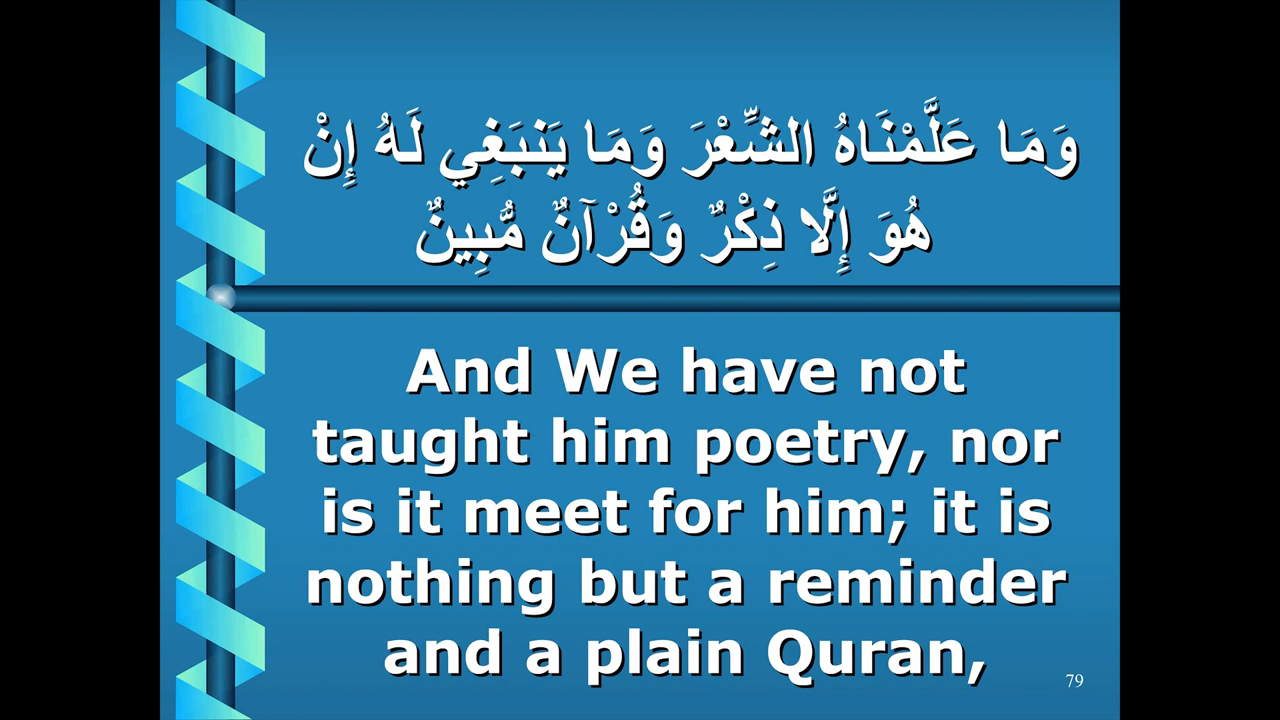 وَمَا عَلَّمْنَاهُ الشِّعْرَ وَمَا يَنبَغِي لَهُ إِنْ
هُوَ إِلَّا ذِكْرٌ وَقُرْآنٌ مُّبِينٌ
And We have not
taught him poetry, nor
is it meet for him; it is
nothing but a reminder
and a plain Quran,
79